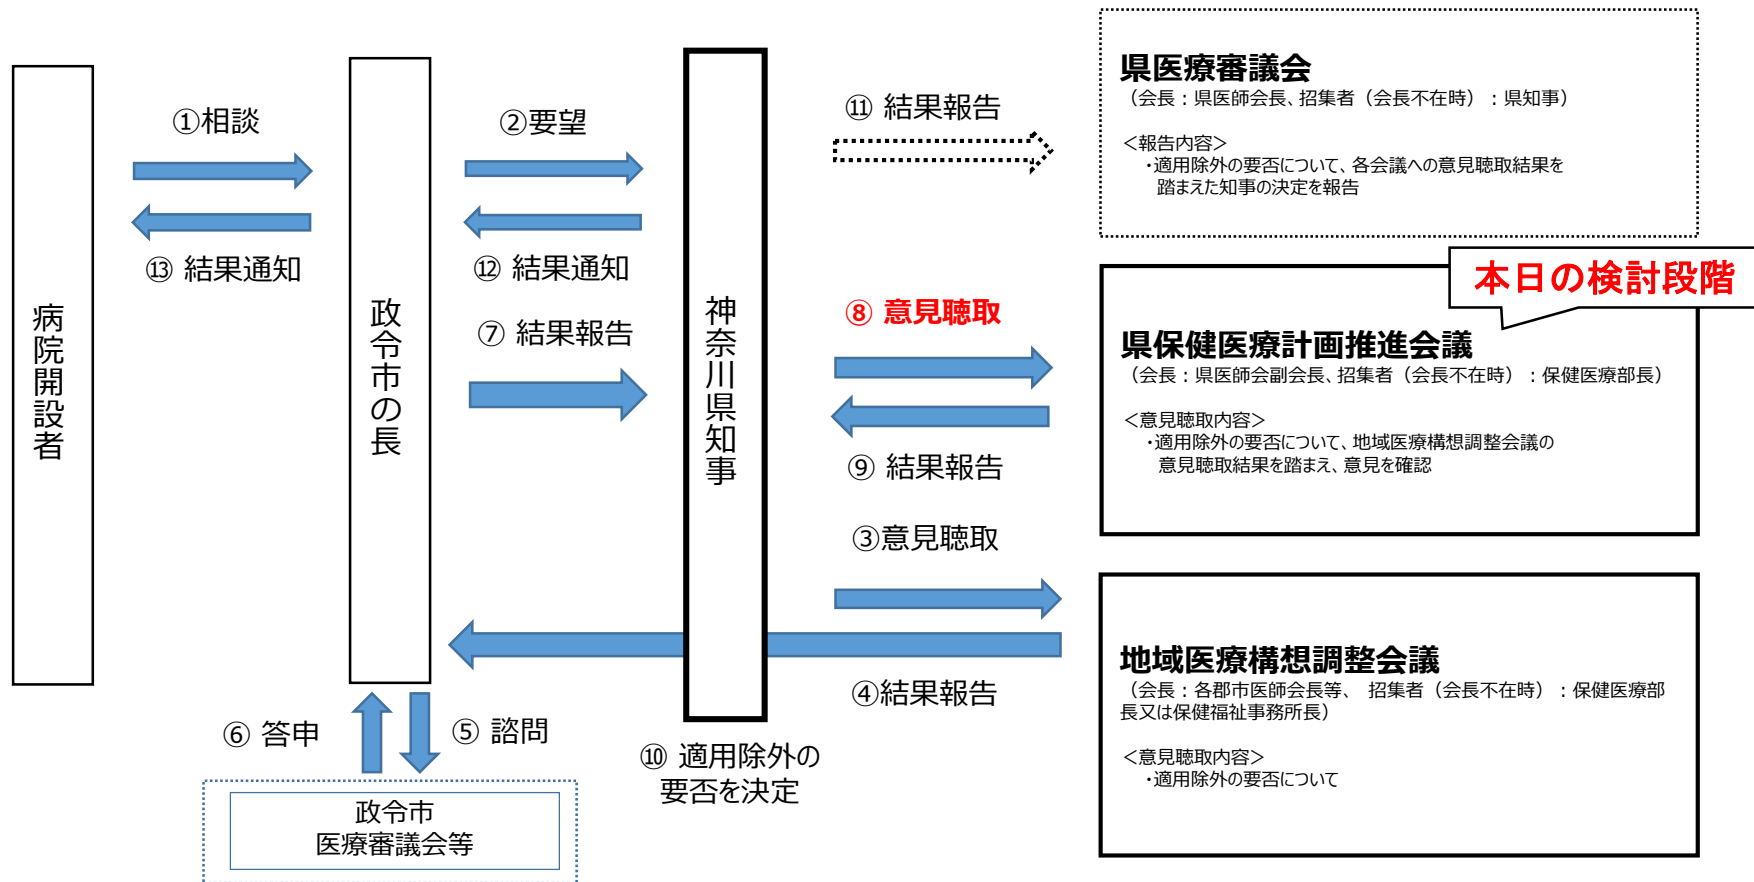 病院開設者
①相談
⑬ 結果通知
政令市の長
②要望
⑫ 結果通知
⑦ 結果報告
⑥ 答申
⑤ 諮問
政令市
医療審議会等
神奈川県知事
⑩ 適用除外の
要否を決定
⑪ 結果報告
⑧ 意見聴取
⑨ 結果報告
③意見聴取
④結果報告
県医療審議会
（会長：県医師会長、招集者（会長不在時）：県知事）
＜報告内容＞
・適用除外の要否について、各会議への意見聴取結果を
踏まえた知事の決定を報告
本日の検討段階
県保健医療計画推進会議
（会長：県医師会副会長、招集者（会長不在時）：保健医療部長）
＜意見聴取内容＞
・適用除外の要否について、地域医療構想調整会議の
意見聴取結果を踏まえ、意見を確認
地域医療構想調整会議
（会長：各郡市医師会長等、 招集者（会長不在時）：保健医療部
長又は保健福祉事務所長）
＜意見聴取内容＞
・適用除外の要否について